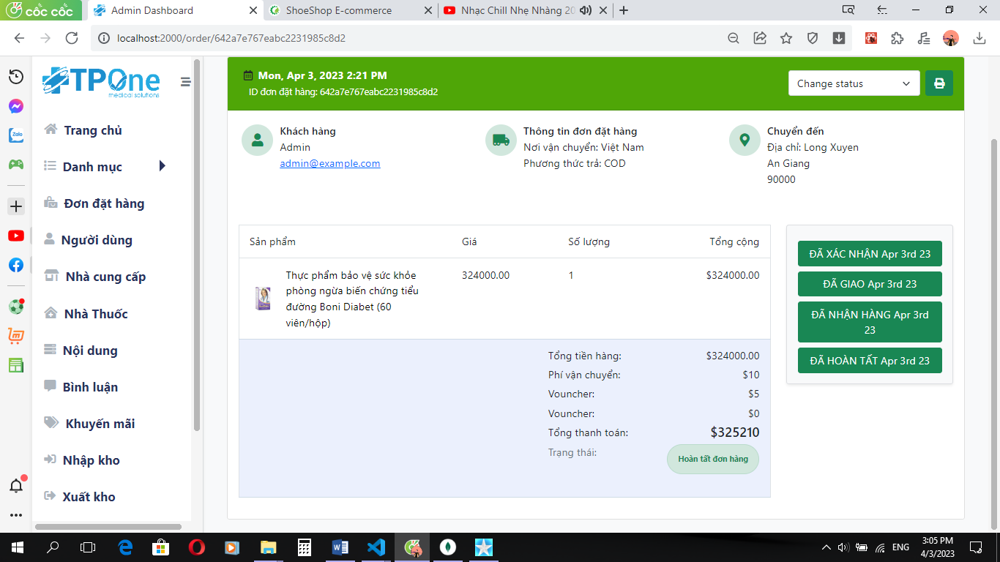 cốc cốc
Admin Dashboard
ShoeShop E-commerce
Nhạc Chill Nhẹ Nhàng 20
localhost:2000/order/642a7e767eabc2231985c8d2
TPOne
medical solutions
Trang chủ
Danh mục
Đơn đặt hàng
Người dùng
Nhà cung cấp
Nhà Thuốc
Nội dung
Bình luận
Khuyến mãi
Nhập kho
Xuất kho
Zalo
Mon, Apr 3, 2023 2:21 PM
ID đơn đặt hàng: 642a7e767eabc2231985c8d2
Change status
Khách hàng
Admin
admin@example.com
Thông tin đơn đặt hàng
Nơi vận chuyển: Việt Nam
Phương thức trả: COD
Chuyển đến
Địa chỉ: Long Xuyen
An Giang
90000
Sản phẩm Giá Số lượng Tổng cộng
Thực phẩm bảo vệ sức khỏe 324000.00 1 $324000.00
phòng ngừa biến chứng tiểu
đường Boni Diabet (60
viên/hộp)
Tổng tiền hàng: $324000.00
Phí vận chuyển: $10
Vouncher: $5
Vouncher: $0
Tổng thanh toán: $325210
Trạng thái: Hoàn tất đơn hàng
ĐÃ XÁC NHẬN Apr 3rd 23
ĐÃ GIAO Apr 3rd 23
ĐÃ NHẬN HÀNG Apr 3rd
23
ĐÃ HOÀN TẤT Apr 3rd 23
ENG
3:05 PM
4/3/2023